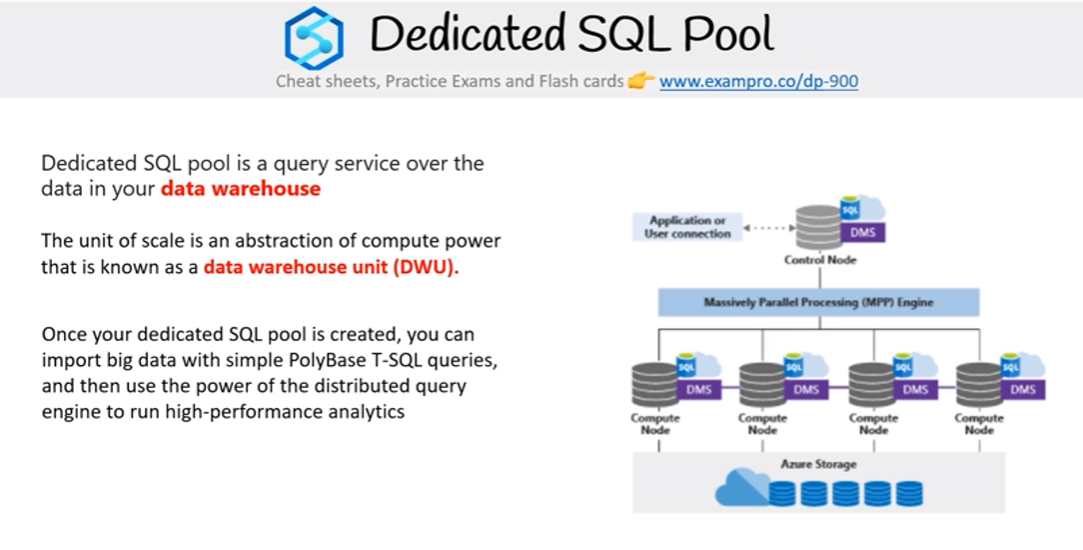 Dedicated SQL Pool
Cheat sheets, Practice Exams and Flash cards 👉 www.exampro.co/dp-900
Dedicated SQL pool is a query service over the
data in your data warehouse
The unit of scale is an abstraction of compute power
that is known as a data warehouse unit (DWU).
Once your dedicated SQL pool is created, you can
import big data with simple PolyBase T-SQL queries,
and then use the power of the distributed query
engine to run high-performance analytics
Application or
User connection
SQL
DMS
Control Node
Massively Parallel Processing (MPP) Engine
SQL
DMS
Compute
Node
SQL
DMS
Compute
Node
SQL
DMS
Compute
Node
SQL
DMS
Compute
Node
Azure Storage